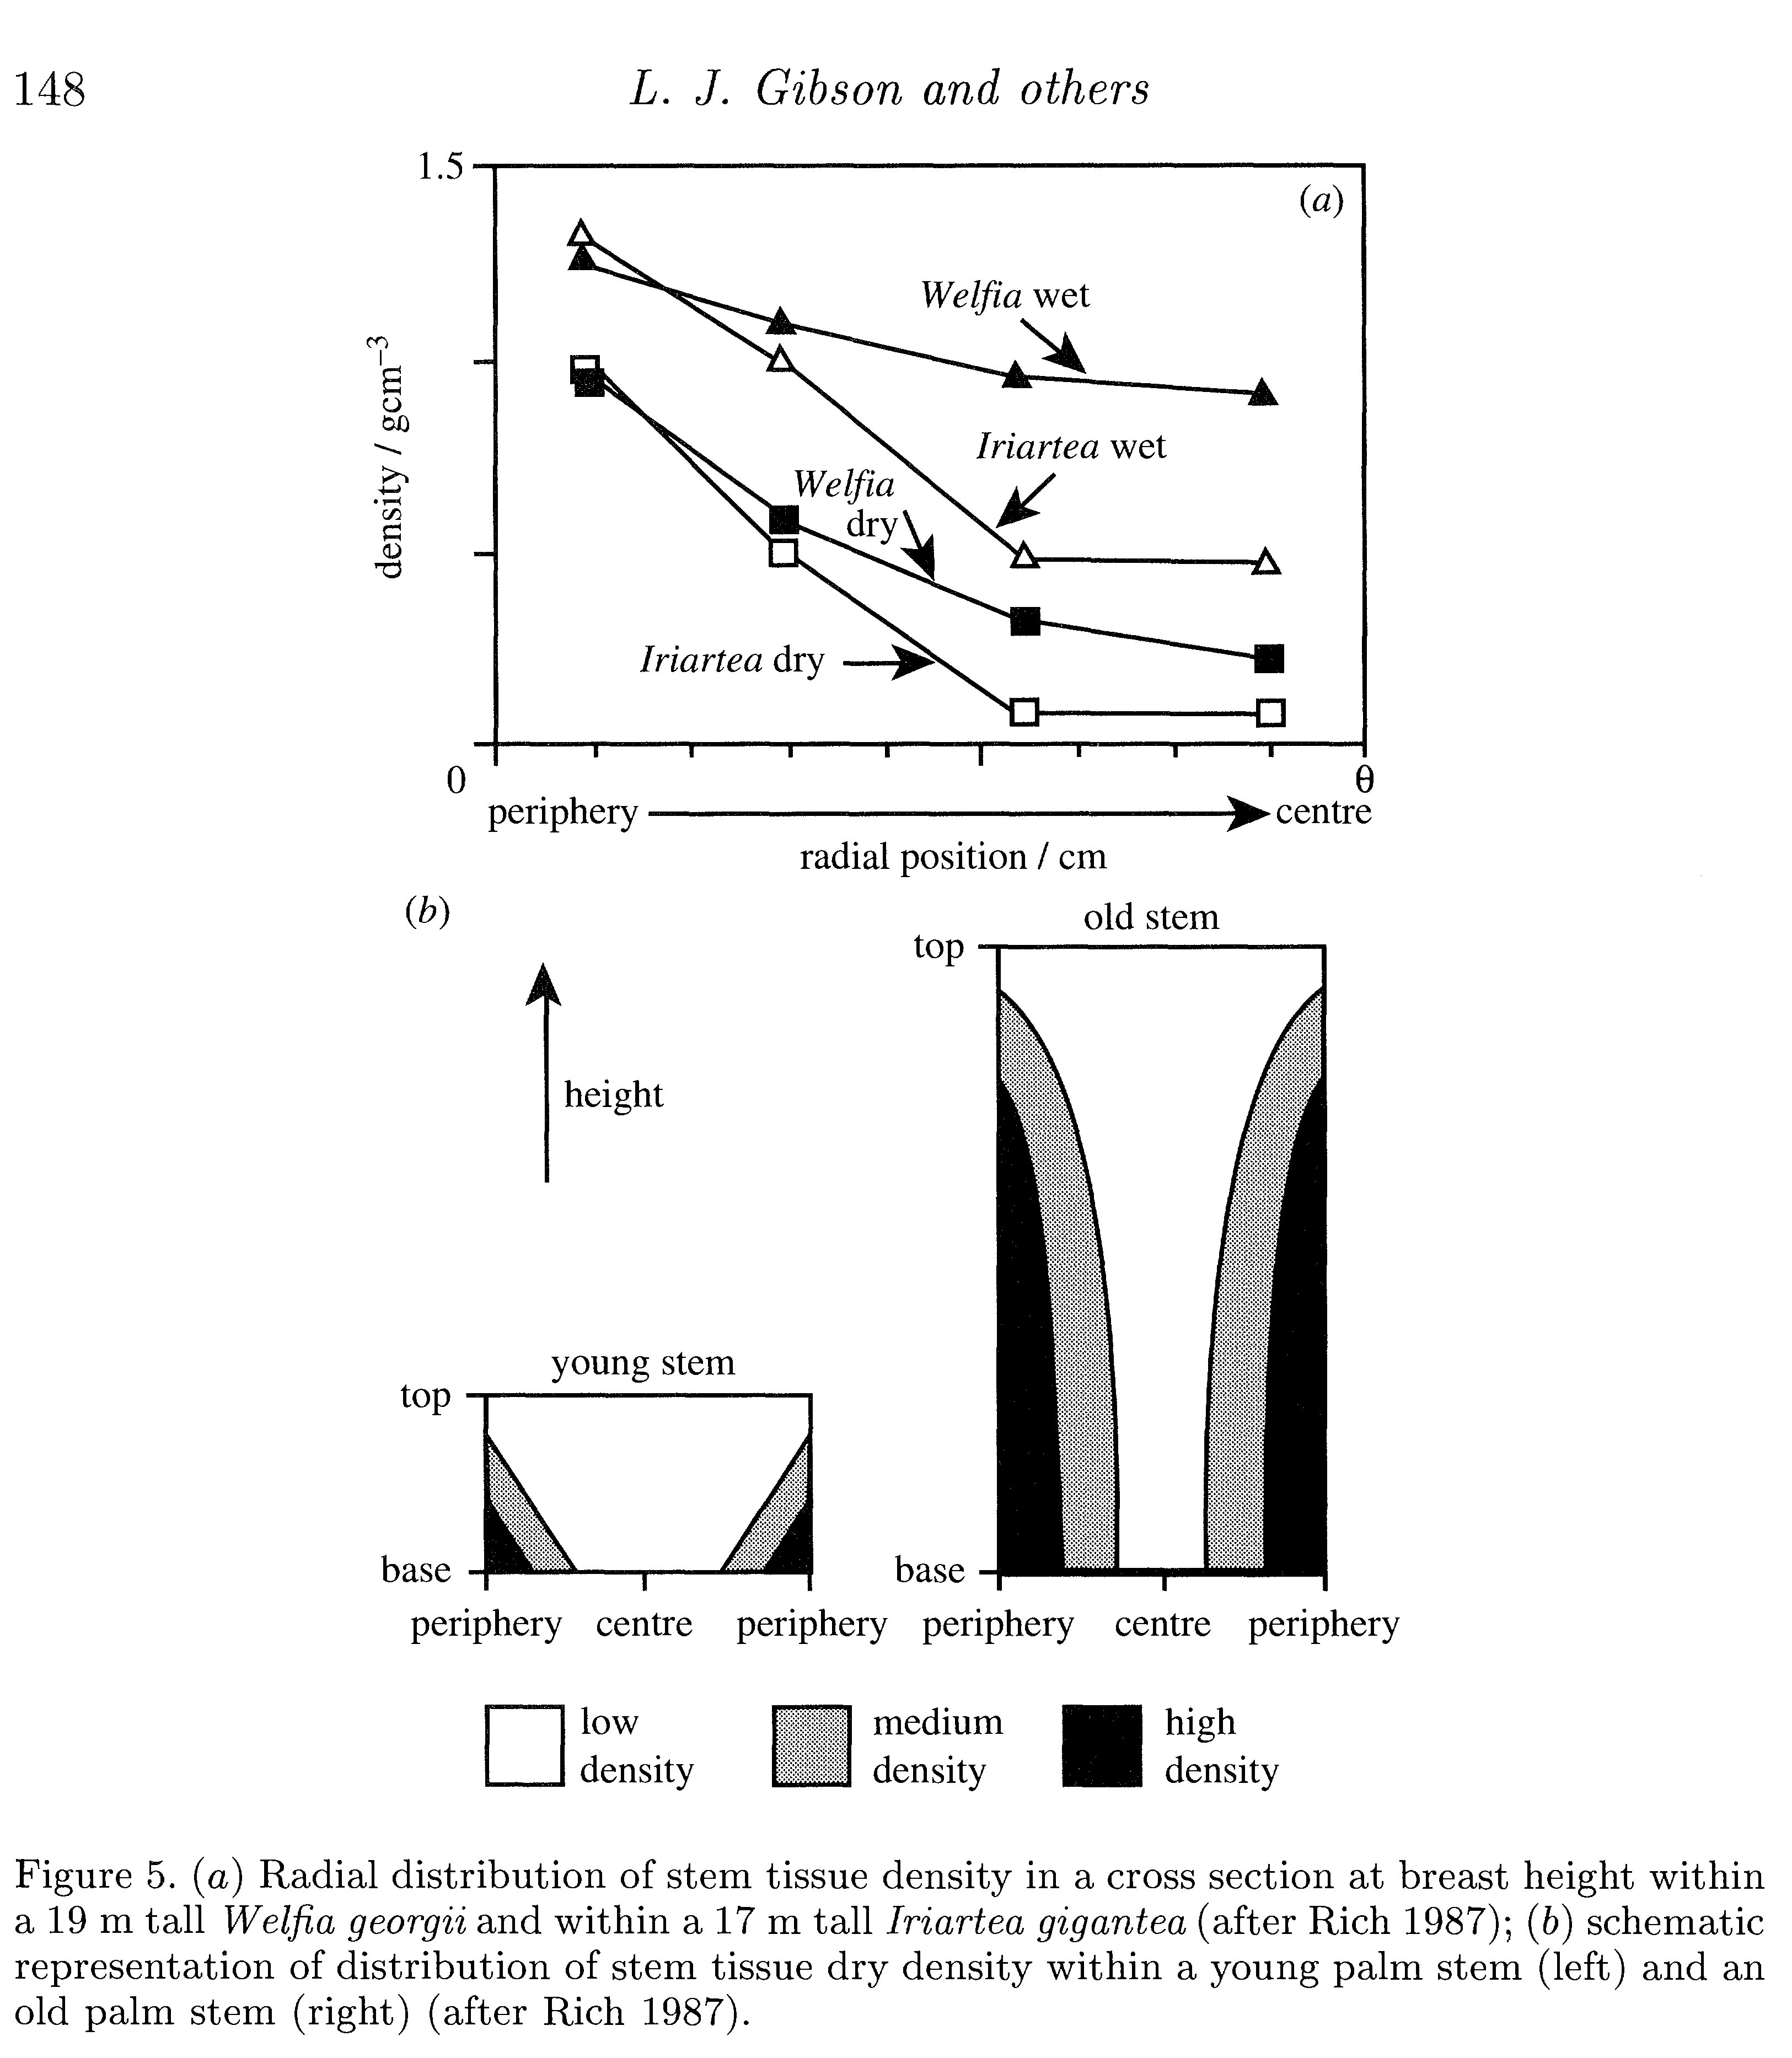 148
L. J. Gibson and others
1.5
(a)
Welfia wet
density / gcm⁻³
Iriartea wet
Welfia
dry
Iriartea dry
0
θ
periphery
centre
radial position / cm
(b)
old stem
top
height
young stem
top
base
base
periphery centre periphery
periphery centre periphery
low
density
medium
density
high
density
Figure 5. (a) Radial distribution of stem tissue density in a cross section at breast height within
a 19 m tall Welfia georgii and within a 17 m tall Iriartea gigantea (after Rich 1987); (b) schematic
representation of distribution of stem tissue dry density within a young palm stem (left) and an
old palm stem (right) (after Rich 1987).